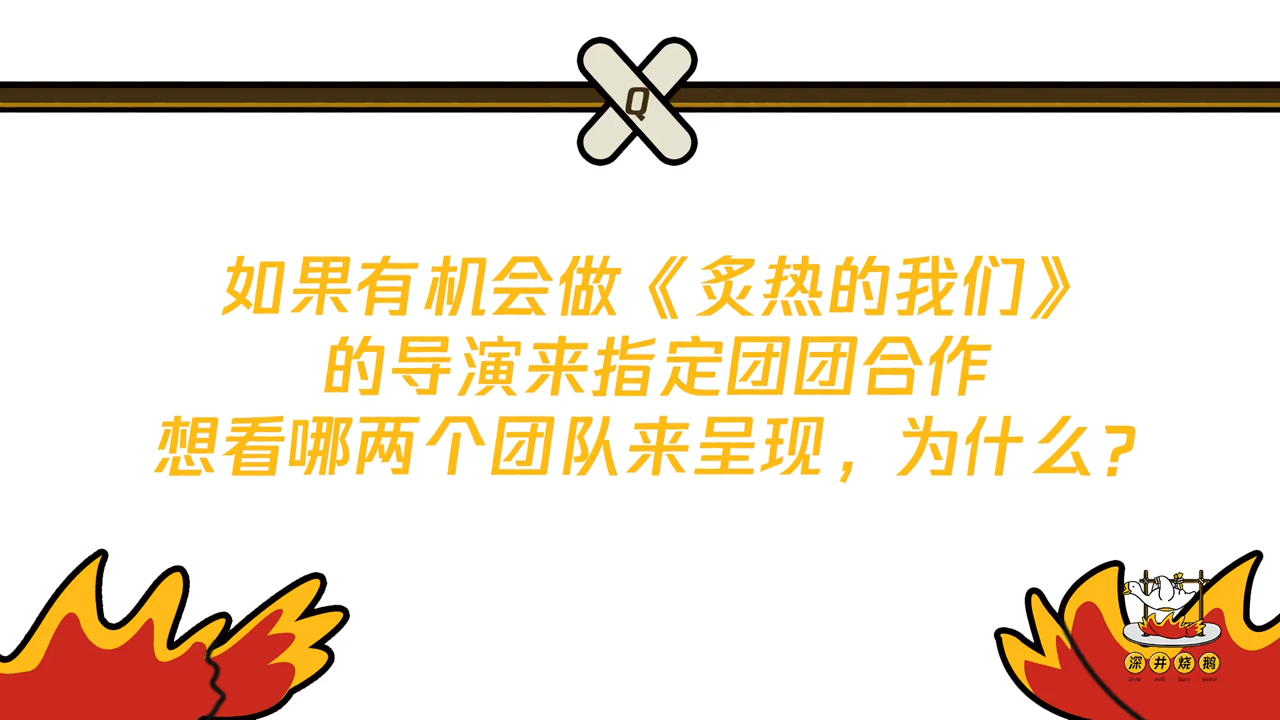 Q
如果有机会做《炙热的我们》
的导演来指定团团合作
想看哪两个团队来呈现，为什么？
深井烧鹅